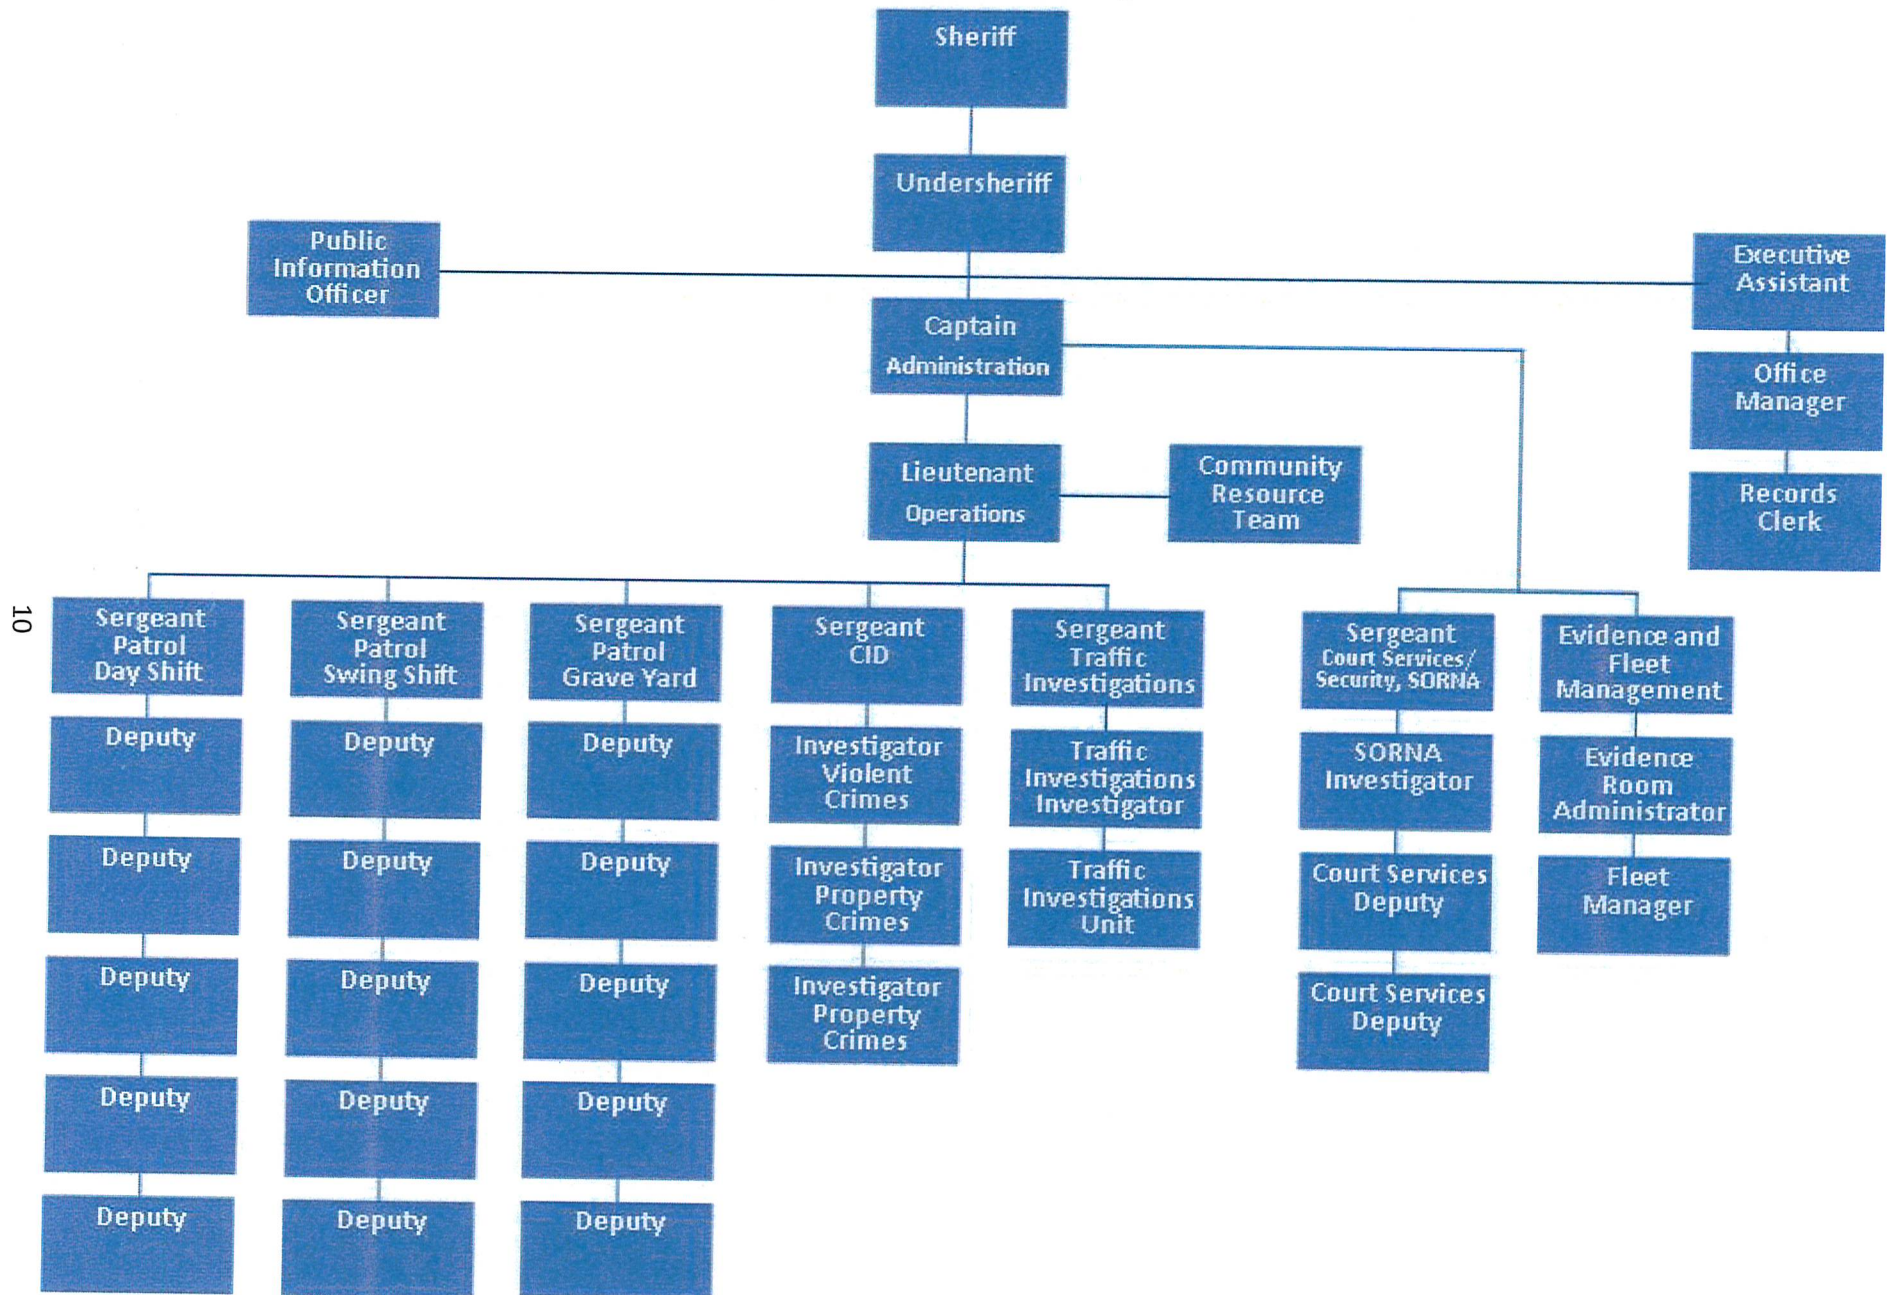 Sheriff
Undersheriff
Public
Information
Officer
Executive
Assistant
Captain
Administration
Office
Manager
Lieutenant
Operations
Community
Resource
Team
Records
Clerk
10
Sergeant
Patrol
Day Shift
Deputy
Deputy
Deputy
Deputy
Deputy
Sergeant
Patrol
Swing Shift
Deputy
Deputy
Deputy
Deputy
Deputy
Sergeant
Patrol
Grave Yard
Deputy
Deputy
Deputy
Deputy
Deputy
Sergeant
CID
Investigator
Violent
Crimes
Investigator
Property
Crimes
Investigator
Property
Crimes
Sergeant
Traffic
Investigations
Traffic
Investigations
Investigator
Traffic
Investigations
Unit
Sergeant
Court Services/
Security, SORNA
SORNA
Investigator
Court Services
Deputy
Court Services
Deputy
Evidence and
Fleet
Management
Evidence
Room
Administrator
Fleet
Manager